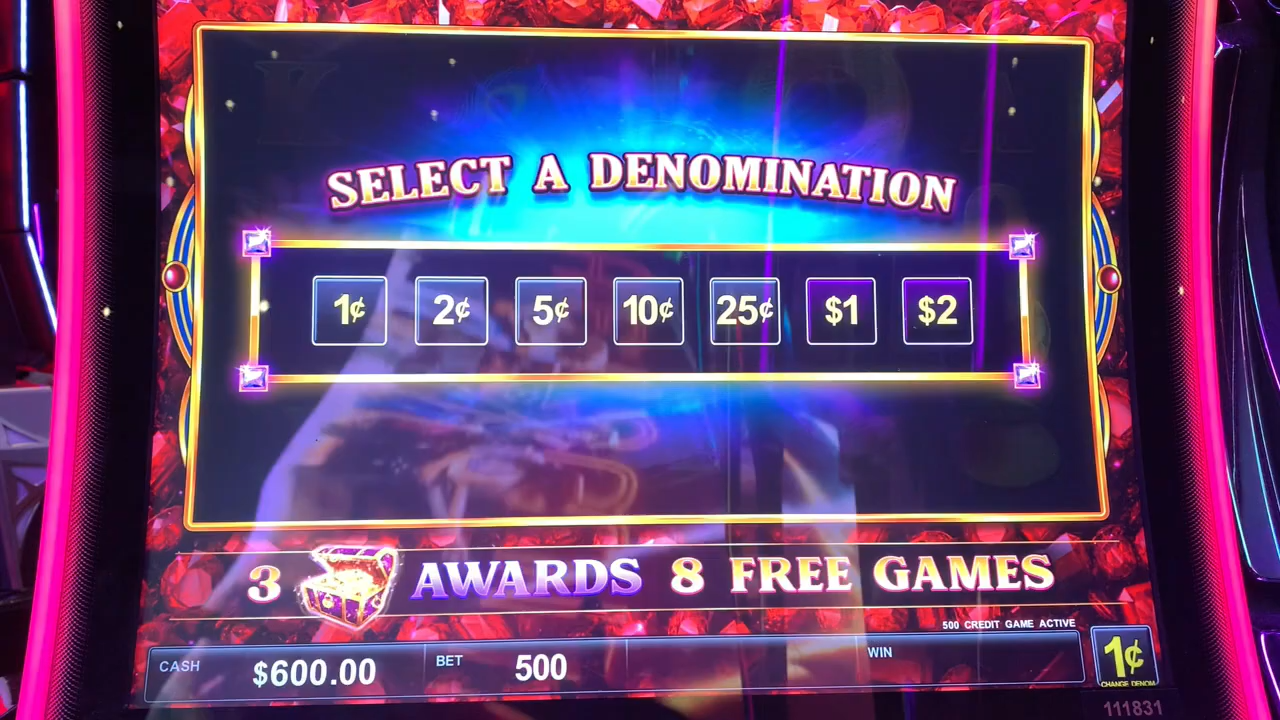 SELECT A DENOMINATION
1¢ 2¢ 5¢ 10¢ 25¢ $1 $2
3 AWARDS 8 FREE GAMES
500 CREDIT GAME ACTIVE
CASH $600.00 BET 500 WIN
1¢
CHANGE DENOM
111831